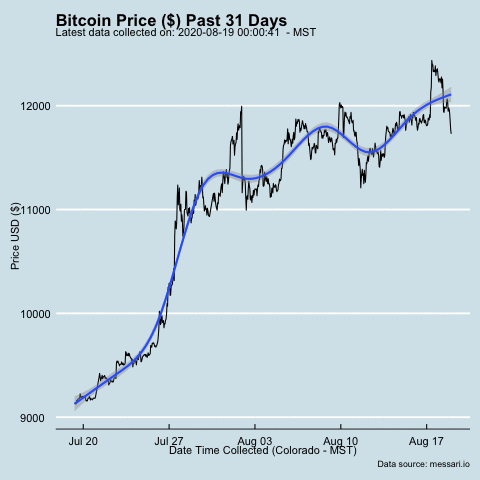 Bitcoin Price ($) Past 31 Days
Latest data collected on: 2020-08-19 00:00:41  - MST
12000
11000
10000
9000
Price USD ($)
Jul 20 Jul 27 Aug 03 Aug 10 Aug 17
Date Time Collected (Colorado - MST)
Data source: messari.io